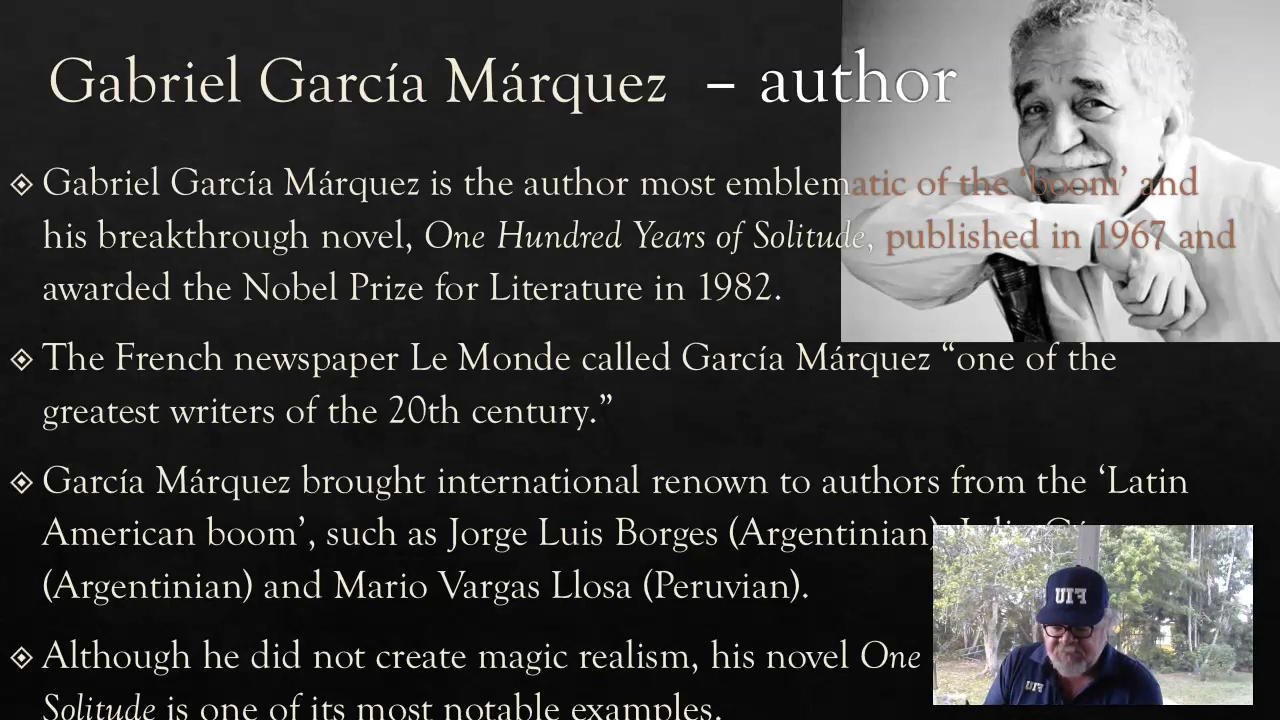 Gabriel García Márquez – author
Gabriel García Márquez is the author most emblematic of the ‘boom’ and
his breakthrough novel, One Hundred Years of Solitude, published in 1967 and
awarded the Nobel Prize for Literature in 1982.
The French newspaper Le Monde called García Márquez “one of the
greatest writers of the 20th century.”
García Márquez brought international renown to authors from the ‘Latin
American boom’, such as Jorge Luis Borges (Argentinian)
(Argentinian) and Mario Vargas Llosa (Peruvian).
Although he did not create magic realism, his novel One
Solitude is one of its most notable examples.
FIU
FIU